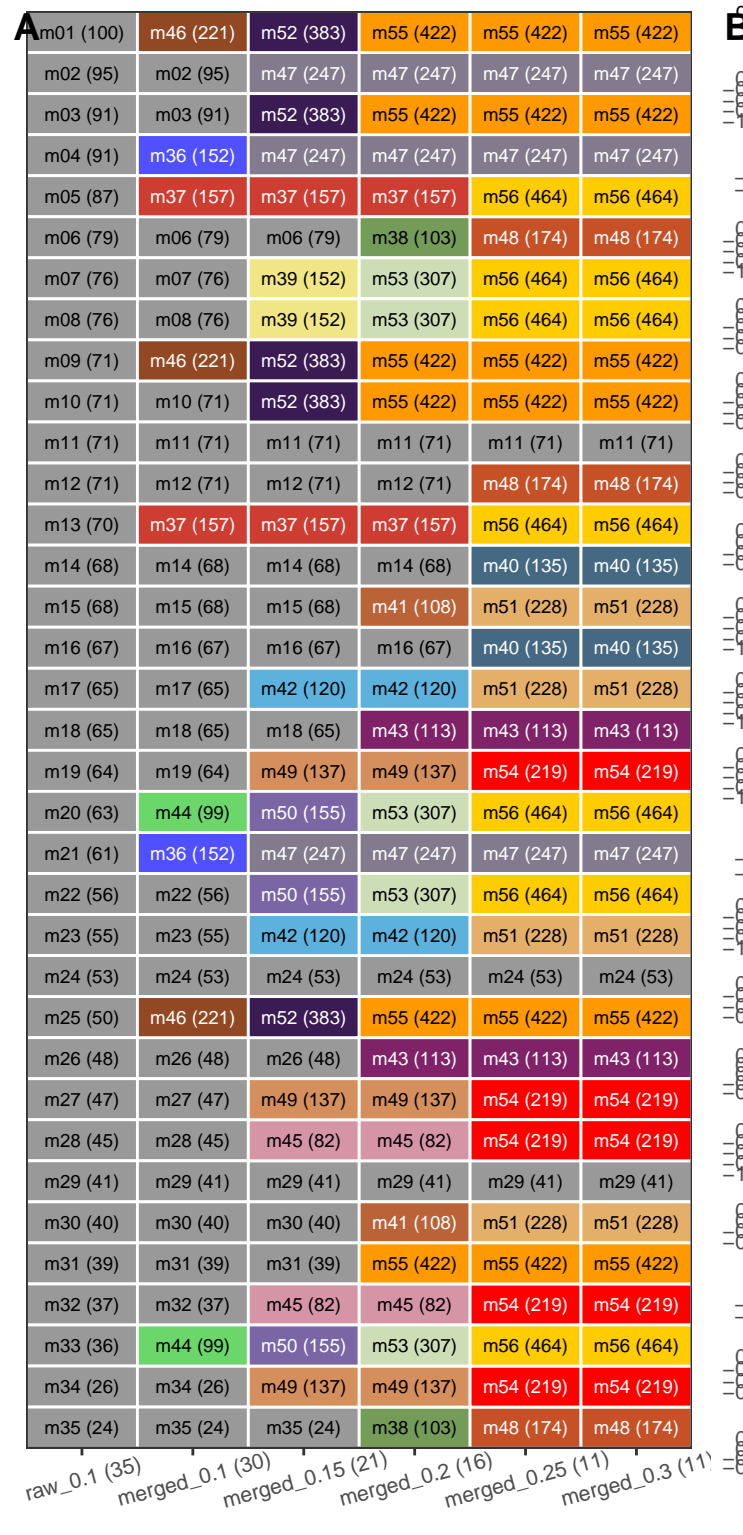 A
B
m01 (100) m46 (221) m52 (383) m55 (422) m55 (422) m55 (422)
m02 (95) m02 (95) m47 (247) m47 (247) m47 (247) m47 (247)
m03 (91) m03 (91) m52 (383) m55 (422) m55 (422) m55 (422)
m04 (91) m36 (152) m47 (247) m47 (247) m47 (247) m47 (247)
m05 (87) m37 (157) m37 (157) m37 (157) m56 (464) m56 (464)
m06 (79) m06 (79) m06 (79) m38 (103) m48 (174) m48 (174)
m07 (76) m07 (76) m39 (152) m53 (307) m56 (464) m56 (464)
m08 (76) m08 (76) m39 (152) m53 (307) m56 (464) m56 (464)
m09 (71) m46 (221) m52 (383) m55 (422) m55 (422) m55 (422)
m10 (71) m10 (71) m52 (383) m55 (422) m55 (422) m55 (422)
m11 (71) m11 (71) m11 (71) m11 (71) m11 (71) m11 (71)
m12 (71) m12 (71) m12 (71) m12 (71) m48 (174) m48 (174)
m13 (70) m37 (157) m37 (157) m37 (157) m56 (464) m56 (464)
m14 (68) m14 (68) m14 (68) m14 (68) m40 (135) m40 (135)
m15 (68) m15 (68) m15 (68) m41 (108) m51 (228) m51 (228)
m16 (67) m16 (67) m16 (67) m16 (67) m40 (135) m40 (135)
m17 (65) m17 (65) m42 (120) m42 (120) m51 (228) m51 (228)
m18 (65) m18 (65) m18 (65) m43 (113) m43 (113) m43 (113)
m19 (64) m19 (64) m49 (137) m49 (137) m54 (219) m54 (219)
m20 (63) m44 (99) m50 (155) m53 (307) m56 (464) m56 (464)
m21 (61) m36 (152) m47 (247) m47 (247) m47 (247) m47 (247)
m22 (56) m22 (56) m50 (155) m53 (307) m56 (464) m56 (464)
m23 (55) m23 (55) m42 (120) m42 (120) m51 (228) m51 (228)
m24 (53) m24 (53) m24 (53) m24 (53) m24 (53) m24 (53)
m25 (50) m46 (221) m52 (383) m55 (422) m55 (422) m55 (422)
m26 (48) m26 (48) m26 (48) m43 (113) m43 (113) m43 (113)
m27 (47) m27 (47) m49 (137) m49 (137) m54 (219) m54 (219)
m28 (45) m28 (45) m45 (82) m45 (82) m54 (219) m54 (219)
m29 (41) m29 (41) m29 (41) m29 (41) m29 (41) m29 (41)
m30 (40) m30 (40) m30 (40) m41 (108) m51 (228) m51 (228)
m31 (39) m31 (39) m31 (39) m55 (422) m55 (422) m55 (422)
m32 (37) m32 (37) m45 (82) m45 (82) m54 (219) m54 (219)
m33 (36) m44 (99) m50 (155) m53 (307) m56 (464) m56 (464)
m34 (26) m34 (26) m49 (137) m49 (137) m54 (219) m54 (219)
m35 (24) m35 (24) m35 (24) m38 (103) m48 (174) m48 (174)
raw_0.1 (35) merged_0.1 (30) merged_0.15 (21) merged_0.2 (16) merged_0.25 (11) merged_0.3 (11)